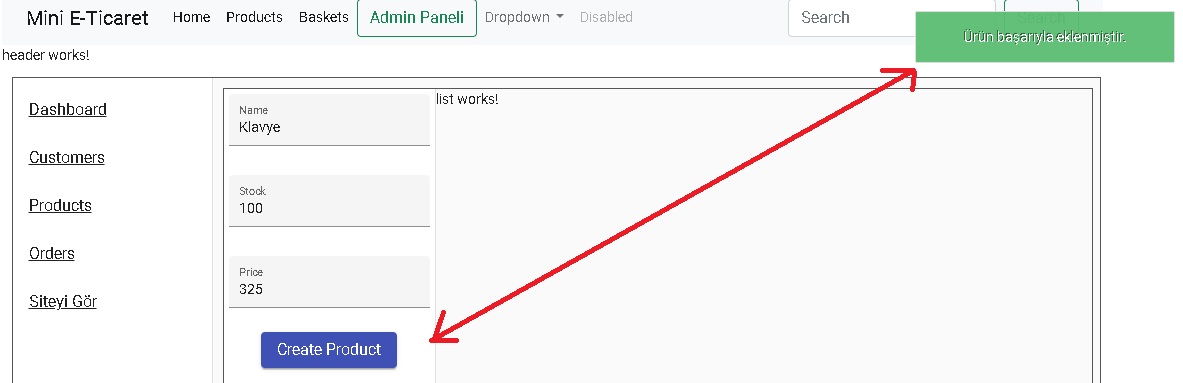 Mini E-Ticaret Home Products Baskets Admin Paneli Dropdown Disabled Search Search
Ürün başarıyla eklenmiştir.
header works!
Dashboard
Customers
Products
Orders
Siteyi Gör
Name
Klavye
Stock
100
Price
325
Create Product
list works!